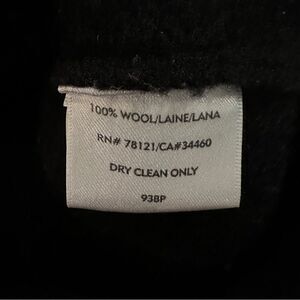 100% WOOL/LAINE/LANA
RN# 78121/CA#34460
DRY CLEAN ONLY
938P